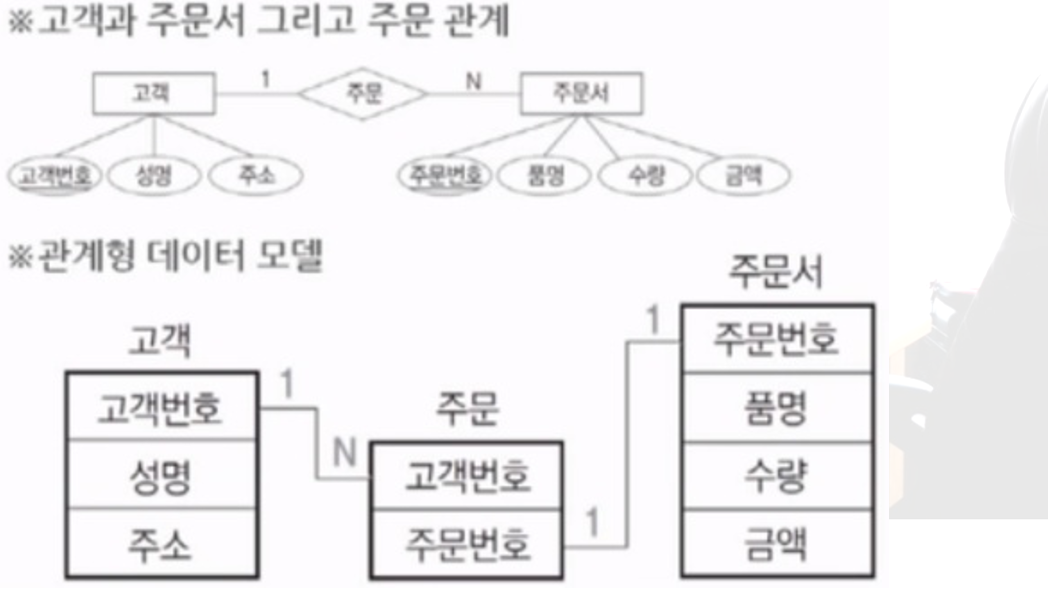 ※고객과 주문서 그리고 주문 관계
고객 1 주문 N 주문서
고객번호 성명 주소 주문번호 품명 수량 금액
※관계형 데이터 모델
고객
고객번호
성명
주소
1
N
주문
고객번호
주문번호
1
1
주문서
주문번호
품명
수량
금액